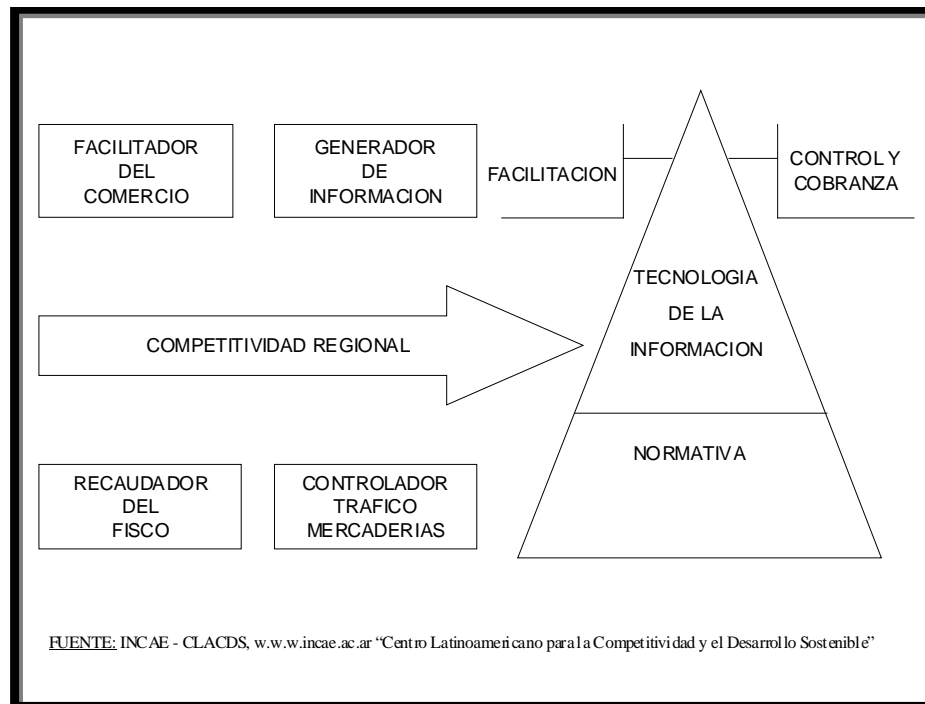 FACILITADOR
DEL
COMERCIO
GENERADOR
DE
INFORMACION
FACILITACION
CONTROL Y
COBRANZA
TECNOLOGIA
DE LA
INFORMACION
COMPETITIVIDAD REGIONAL
NORMATIVA
RECAUDADOR
DEL
FISCO
CONTROLADOR
TRAFICO
MERCADERIAS
FUENTE: INCAE - CLACDS, w.w.w.incae.ac.ar “Centro Latinoamericano para la Competitividad y el Desarrollo Sostenible”